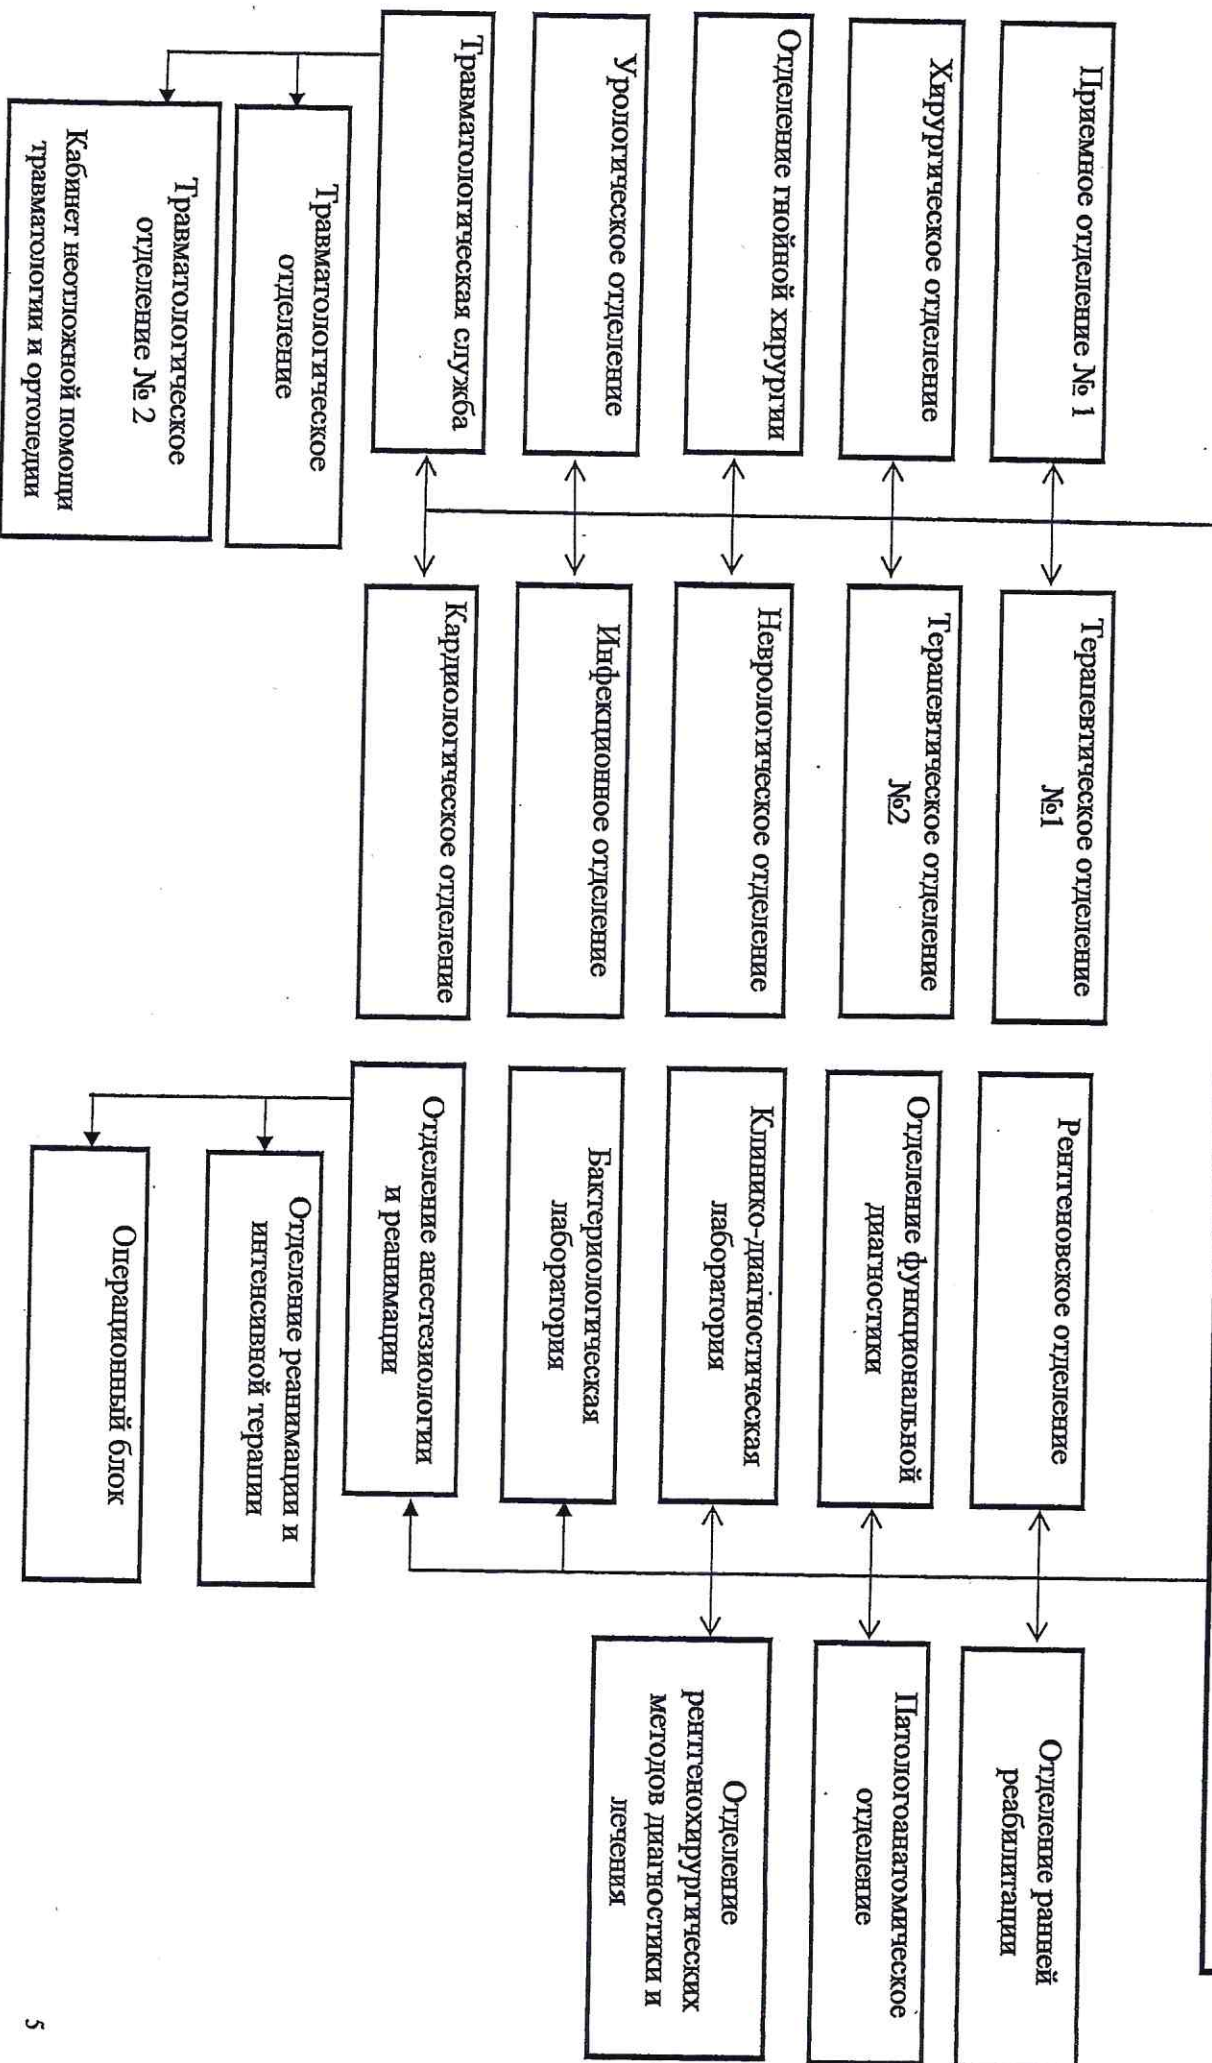 Приемное отделение № 1
Хирургическое отделение
Отделение гнойной хирургии
Урологическое отделение
Травматологическая служба
Травматологическое
отделение
Травматологическое
отделение № 2
Кабинет неотложной помощи
травматологии и ортопедии
Терапевтическое отделение
№1
Терапевтическое отделение
№2
Неврологическое отделение
Инфекционное отделение
Кардиологическое отделение
Рентгеновское отделение
Отделение функциональной
диагностики
Клинико-диагностическая
лаборатория
Бактериологическая
лаборатория
Отделение анестезиологии
и реанимации
Отделение реанимации и
интенсивной терапии
Операционный блок
Отделение ранней
реабилитации
Патологоанатомическое
отделение
Отделение
рентгенохирургических
методов диагностики и
лечения
5